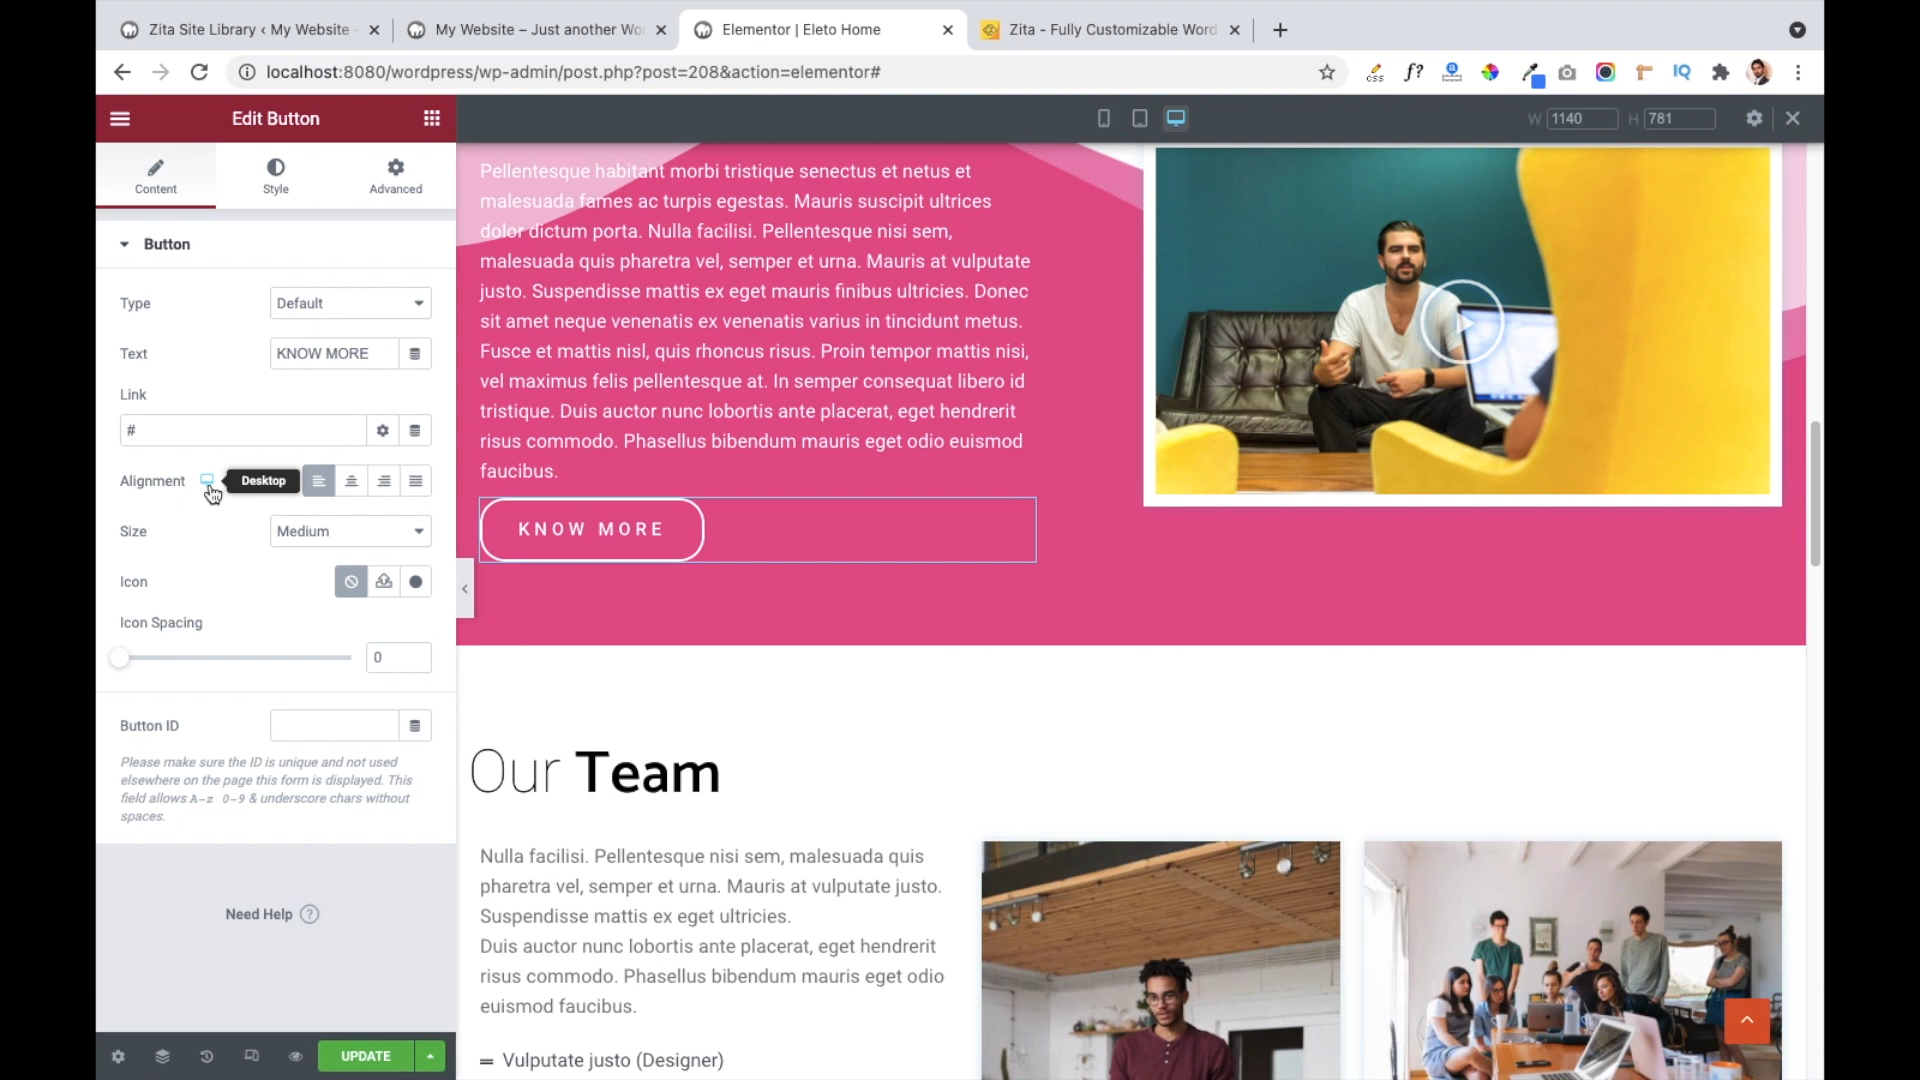 Zita Site Library ‹ My Website -
My Website – Just another Wo
Elementor | Eleto Home
Zita - Fully Customizable Word
localhost:8080/wordpress/wp-admin/post.php?post=208&action=elementor#
css
f?
IQ
Edit Button
W 1140 H 781
Content Style Advanced
Button
Type Default
Text KNOW MORE
Link
#
Alignment Desktop
Size Medium
Icon
Icon Spacing
0
Button ID
Please make sure the ID is unique and not used
elsewhere on the page this form is displayed. This
field allows A-z 0-9 & underscore chars without
spaces.
Need Help ?
UPDATE
Pellentesque habitant morbi tristique senectus et netus et
malesuada fames ac turpis egestas. Mauris suscipit ultrices
dolor dictum porta. Nulla facilisi. Pellentesque nisi sem,
malesuada quis pharetra vel, semper et urna. Mauris at vulputate
justo. Suspendisse mattis ex eget mauris finibus ultricies. Donec
sit amet neque venenatis ex venenatis varius in tincidunt metus.
Fusce et mattis nisl, quis rhoncus risus. Proin tempor mattis nisi,
vel maximus felis pellentesque at. In semper consequat libero id
tristique. Duis auctor nunc lobortis ante placerat, eget hendrerit
risus commodo. Phasellus bibendum mauris eget odio euismod
faucibus.
KNOW MORE
Our Team
Nulla facilisi. Pellentesque nisi sem, malesuada quis
pharetra vel, semper et urna. Mauris at vulputate justo.
Suspendisse mattis ex eget ultricies.
Duis auctor nunc lobortis ante placerat, eget hendrerit
risus commodo. Phasellus bibendum mauris eget odio
euismod faucibus.
Vulputate justo (Designer)